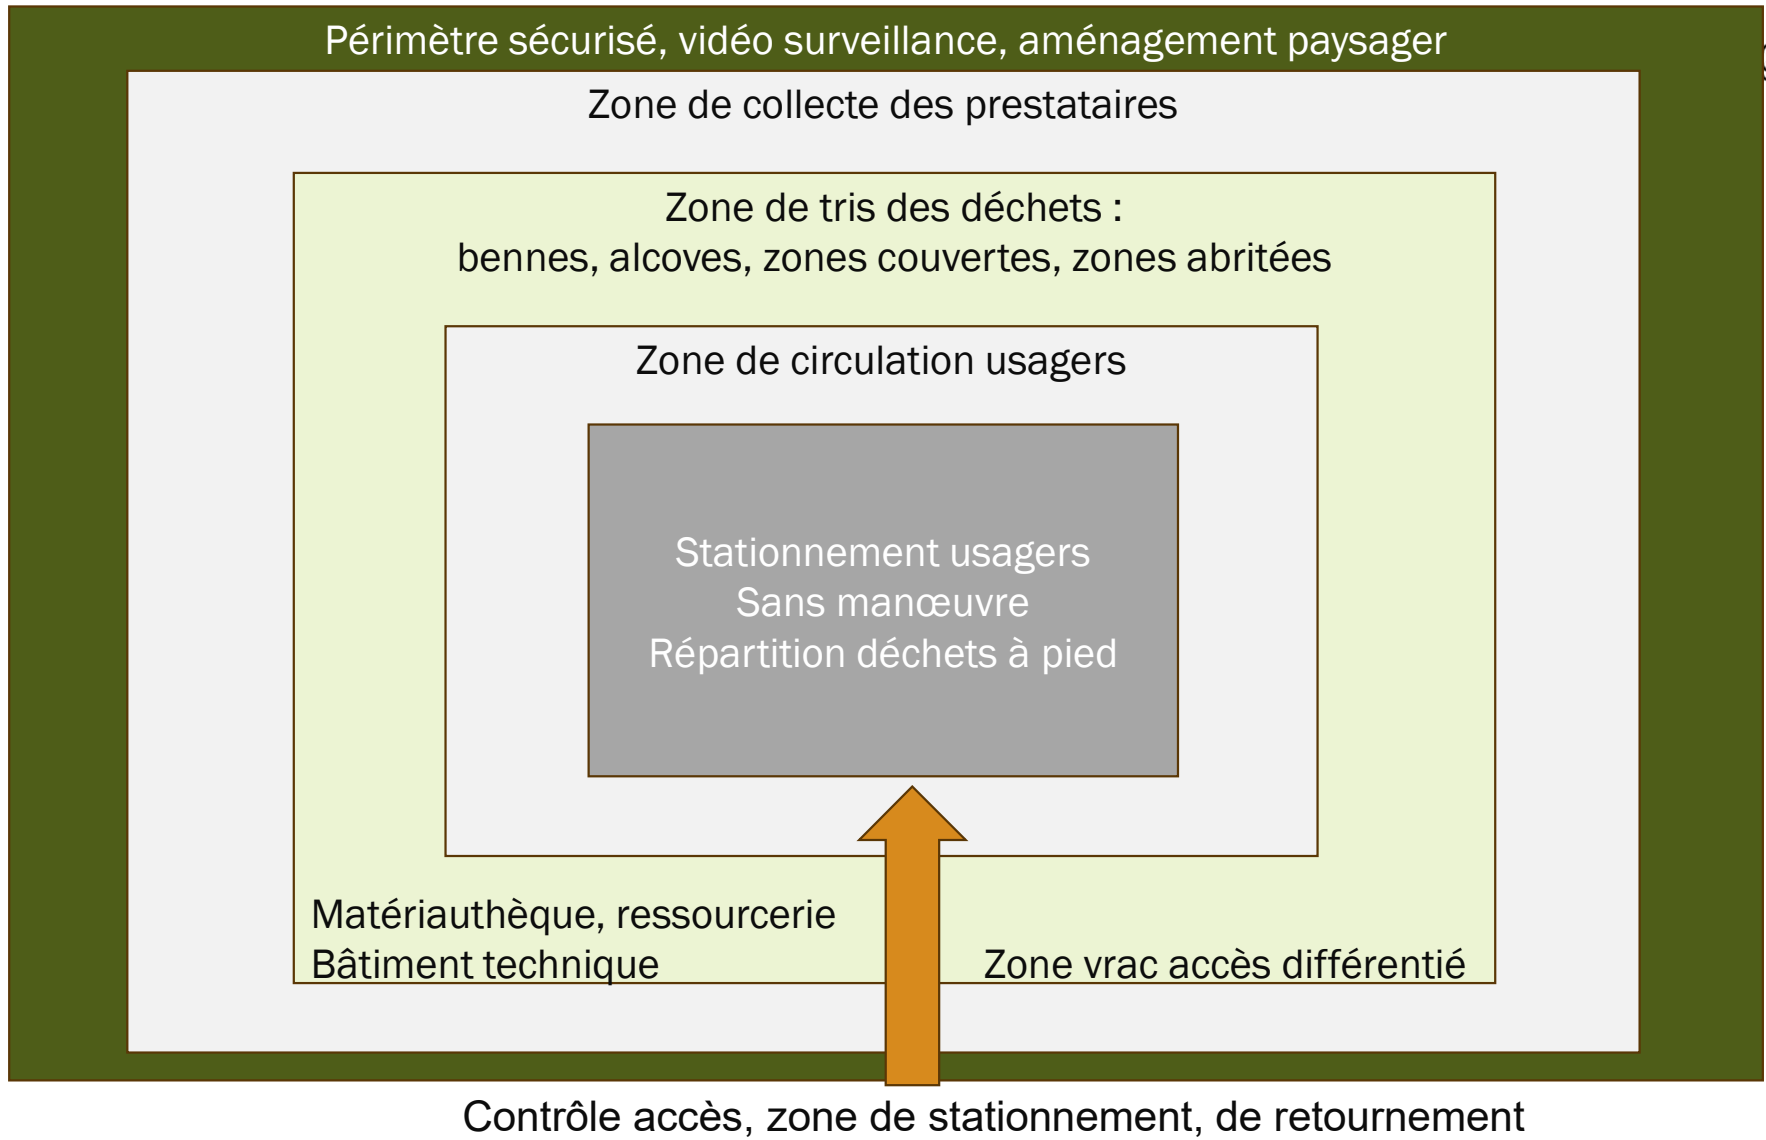 Périmètre sécurisé, vidéo surveillance, aménagement paysager
Zone de collecte des prestataires
Zone de tris des déchets :
bennes, alcoves, zones couvertes, zones abritées
Zone de circulation usagers
Stationnement usagers
Sans manœuvre
Répartition déchets à pied
Matériauthèque, ressourcerie
Bâtiment technique
Zone vrac accès différentié
Contrôle accès, zone de stationnement, de retournement